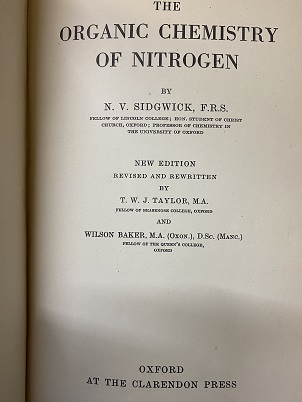 THE
ORGANIC CHEMISTRY
OF NITROGEN
BY
N. V. SIDGWICK, F.R.S.
FELLOW OF LINCOLN COLLEGE; HON. STUDENT OF CHRIST
CHURCH, OXFORD; PROFESSOR OF CHEMISTRY IN
THE UNIVERSITY OF OXFORD
NEW EDITION
REVISED AND REWRITTEN
BY
T. W. J. TAYLOR, M.A.
FELLOW OF BRASENOSE COLLEGE, OXFORD
AND
WILSON BAKER, M.A. (OXON.), D.Sc. (MANC.)
FELLOW OF THE QUEEN'S COLLEGE,
OXFORD
OXFORD
AT THE CLARENDON PRESS